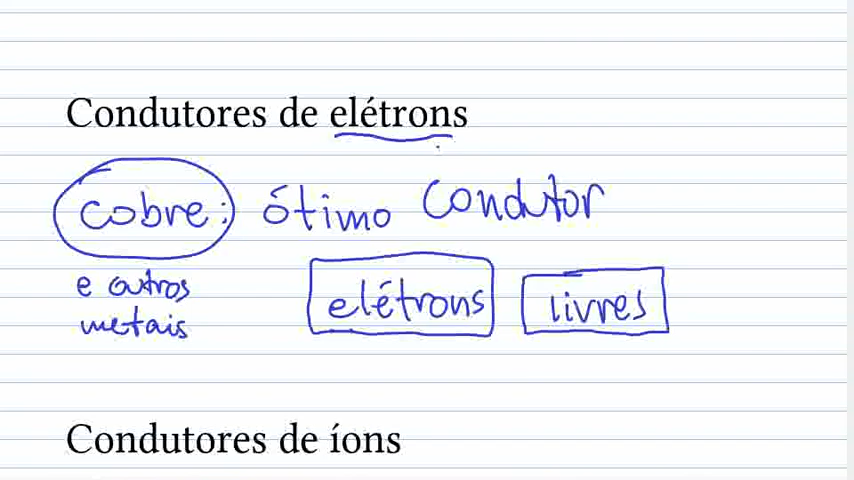 Condutores de elétrons
cobre: ótimo condutor
e outros
metais
elétrons livres
Condutores de íons